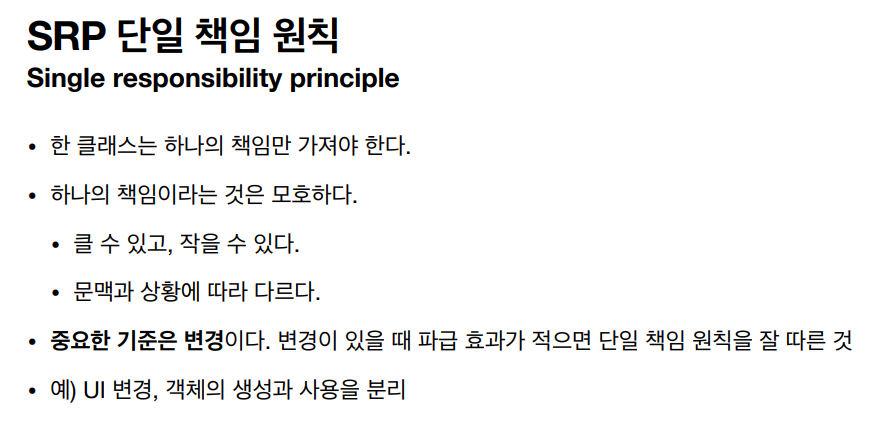 SRP 단일 책임 원칙
Single responsibility principle
• 한 클래스는 하나의 책임만 가져야 한다.
• 하나의 책임이라는 것은 모호하다.
• 클 수 있고, 작을 수 있다.
• 문맥과 상황에 따라 다르다.
• 중요한 기준은 변경이다. 변경이 있을 때 파급 효과가 적으면 단일 책임 원칙을 잘 따른 것
• 예) UI 변경, 객체의 생성과 사용을 분리